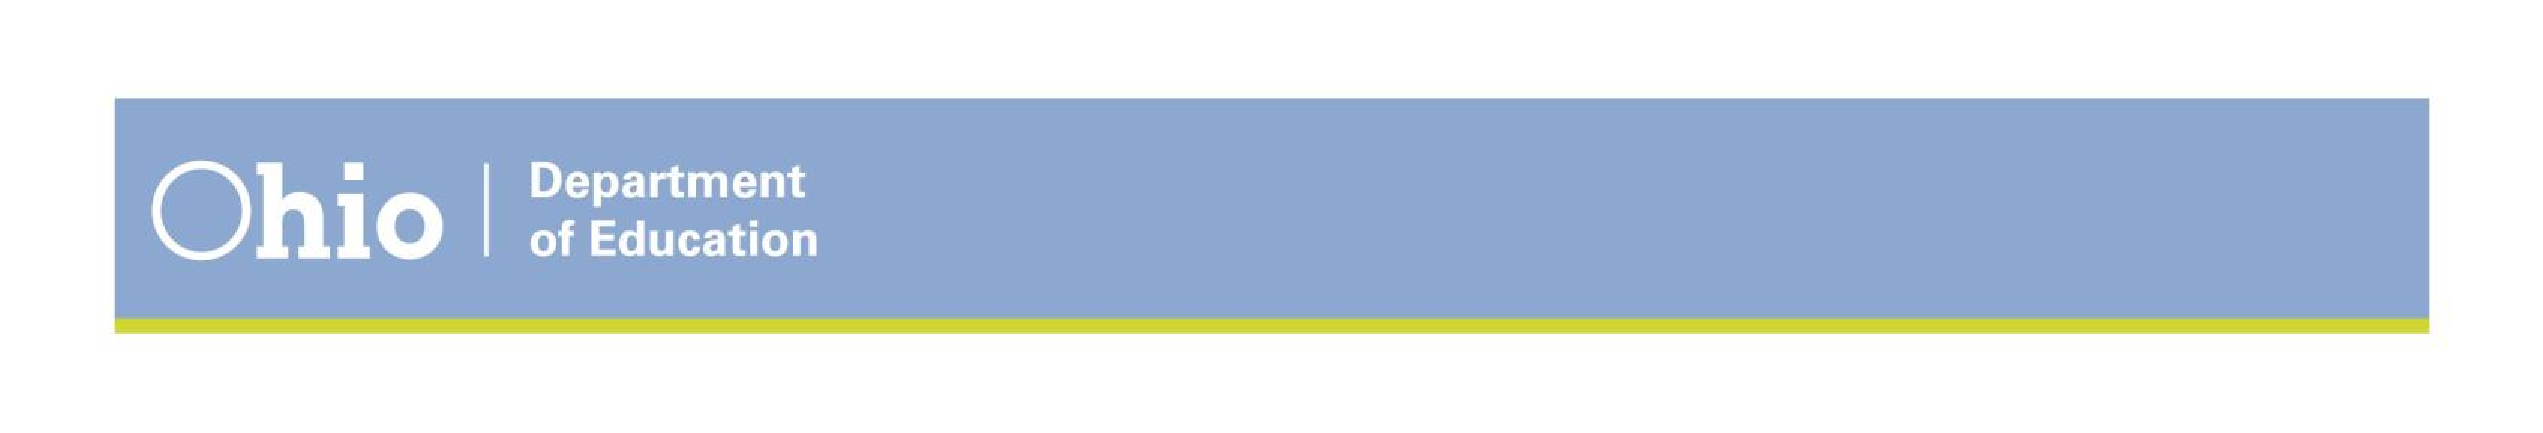 Ohio
Department
of Education